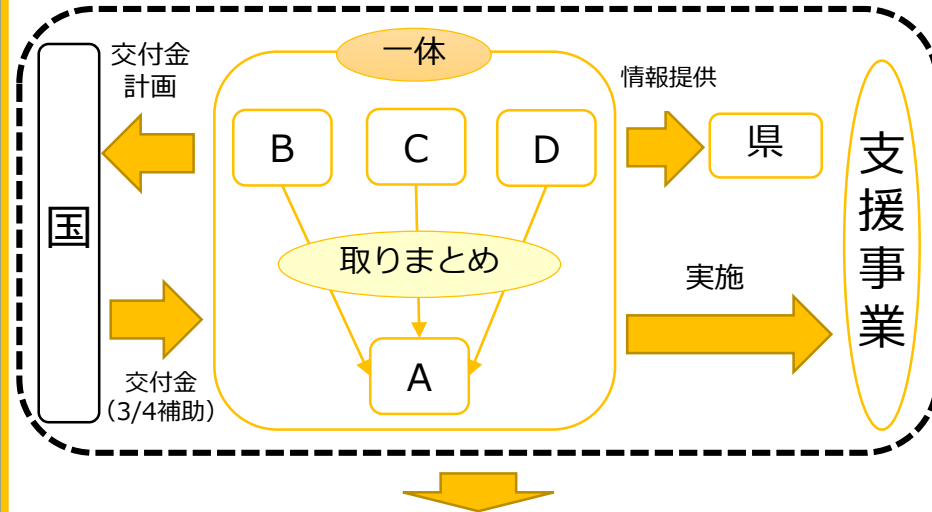 一体
交付金
計画
情報提供
B
C
D
県
国
支援事業
取りまとめ
実施
A
交付金
（3/4補助）